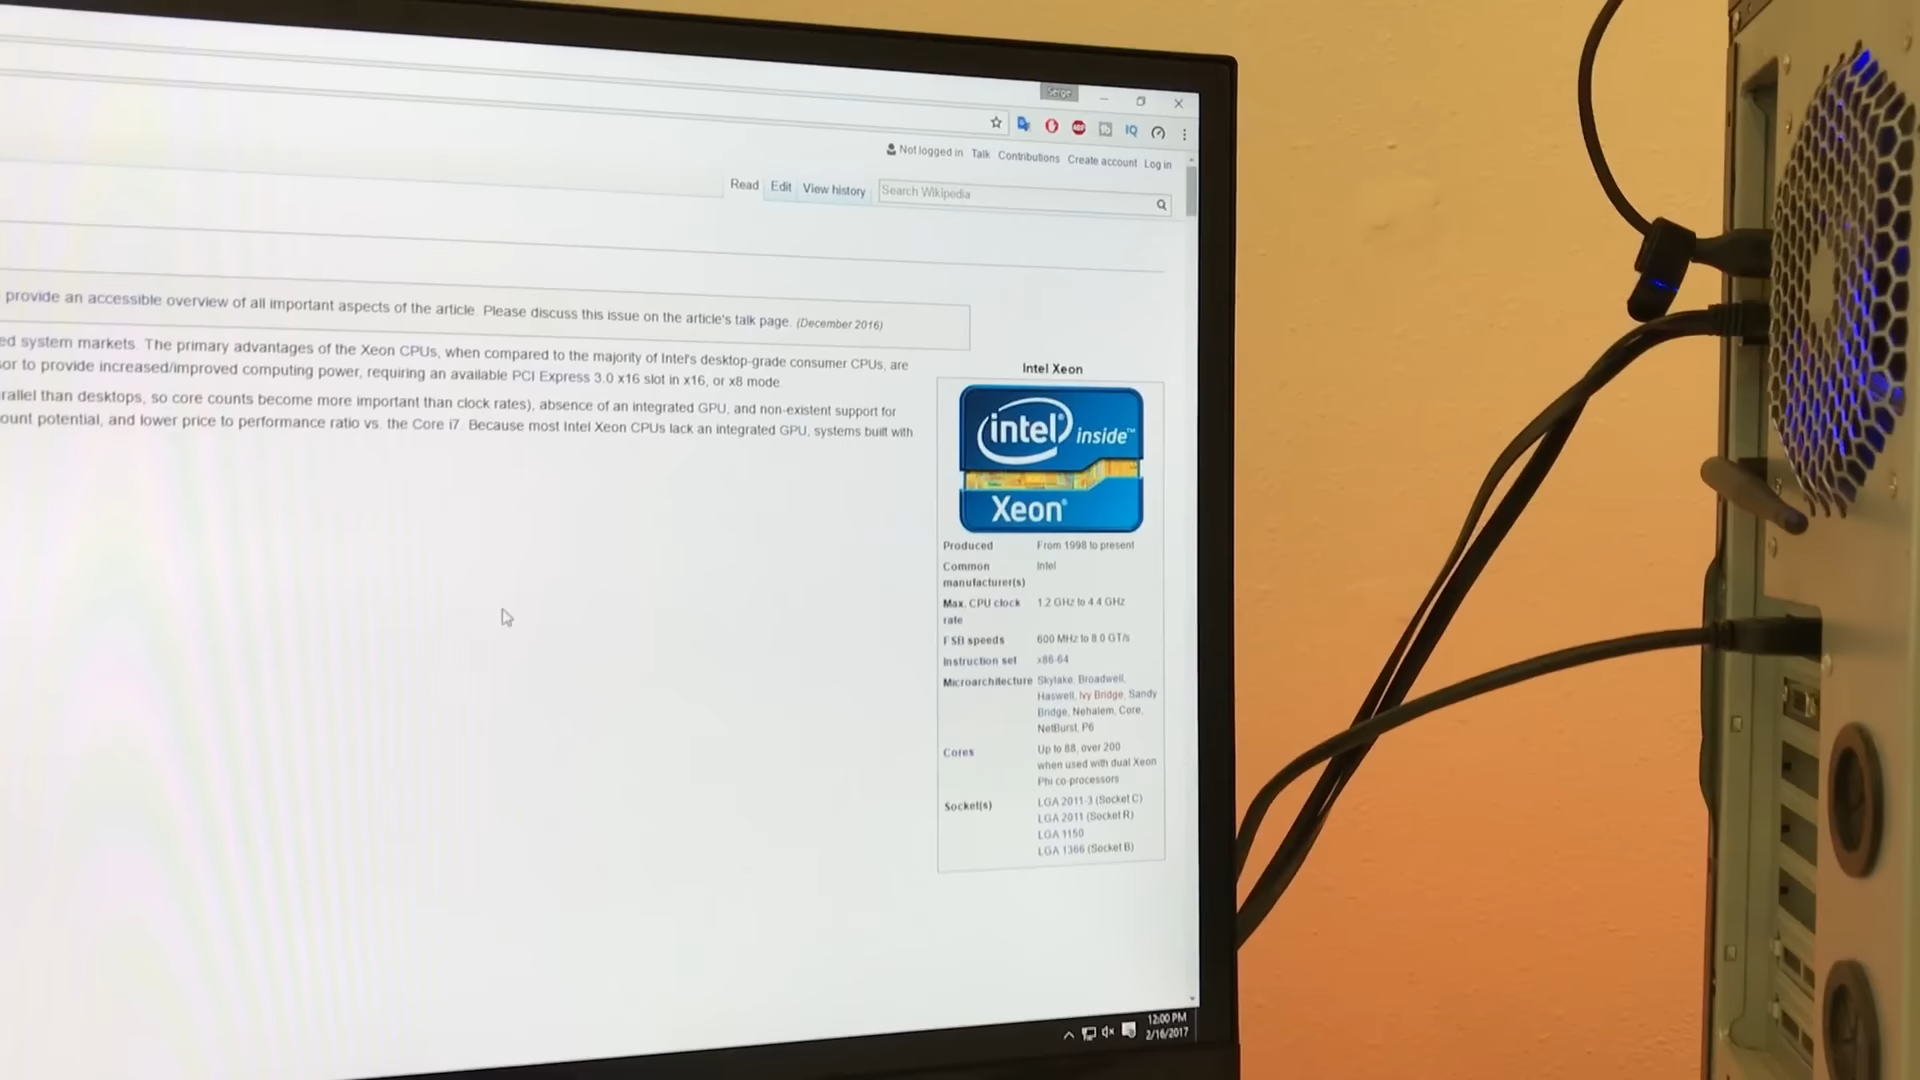 Serge
Not logged in Talk Contributions Create account Log in
Read Edit View history Search Wikipedia
provide an accessible overview of all important aspects of the article. Please discuss this issue on the article's talk page. (December 2016)
ed system markets. The primary advantages of the Xeon CPUs, when compared to the majority of Intel's desktop-grade consumer CPUs, are
sor to provide increased/improved computing power, requiring an available PCI Express 3.0 x16 slot in x16, or x8 mode
rallel than desktops, so core counts become more important than clock rates), absence of an integrated GPU, and non-existent support for
ount potential, and lower price to performance ratio vs. the Core i7. Because most Intel Xeon CPUs lack an integrated GPU, systems built with
Intel Xeon
intel® inside™
Xeon®
Produced From 1998 to present
Common Intel
manufacturer(s)
Max. CPU clock 1.2 GHz to 4.4 GHz
rate
FSB speeds 600 MHz to 8.0 GT/s
Instruction set x86-64
Microarchitecture Skylake, Broadwell,
Haswell, Ivy Bridge, Sandy
Bridge, Nehalem, Core,
NetBurst, P6
Cores Up to 88, over 200
when used with dual Xeon
Phi co-processors
Socket(s) LGA 2011-3 (Socket C)
LGA 2011 (Socket R)
LGA 1150
LGA 1366 (Socket B)
12:00 PM
2/16/2017
ABP
IQ